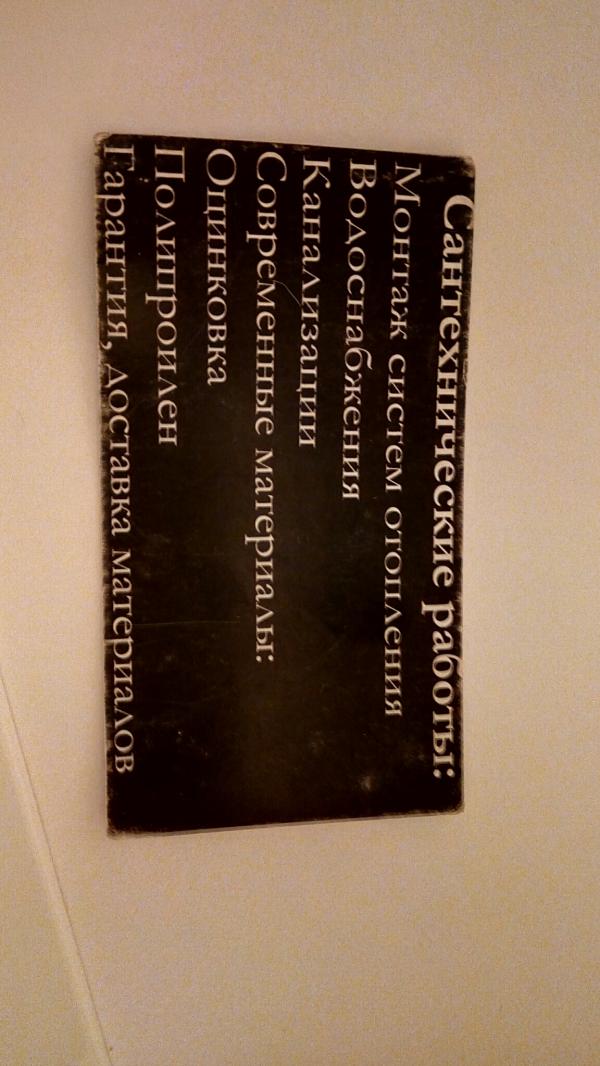 Сантехнические работы:
Монтаж систем отопления
Водоснабжения
Канализации
Современные материалы:
Оцинковка
Полипроилен
Гарантия, доставка материалов